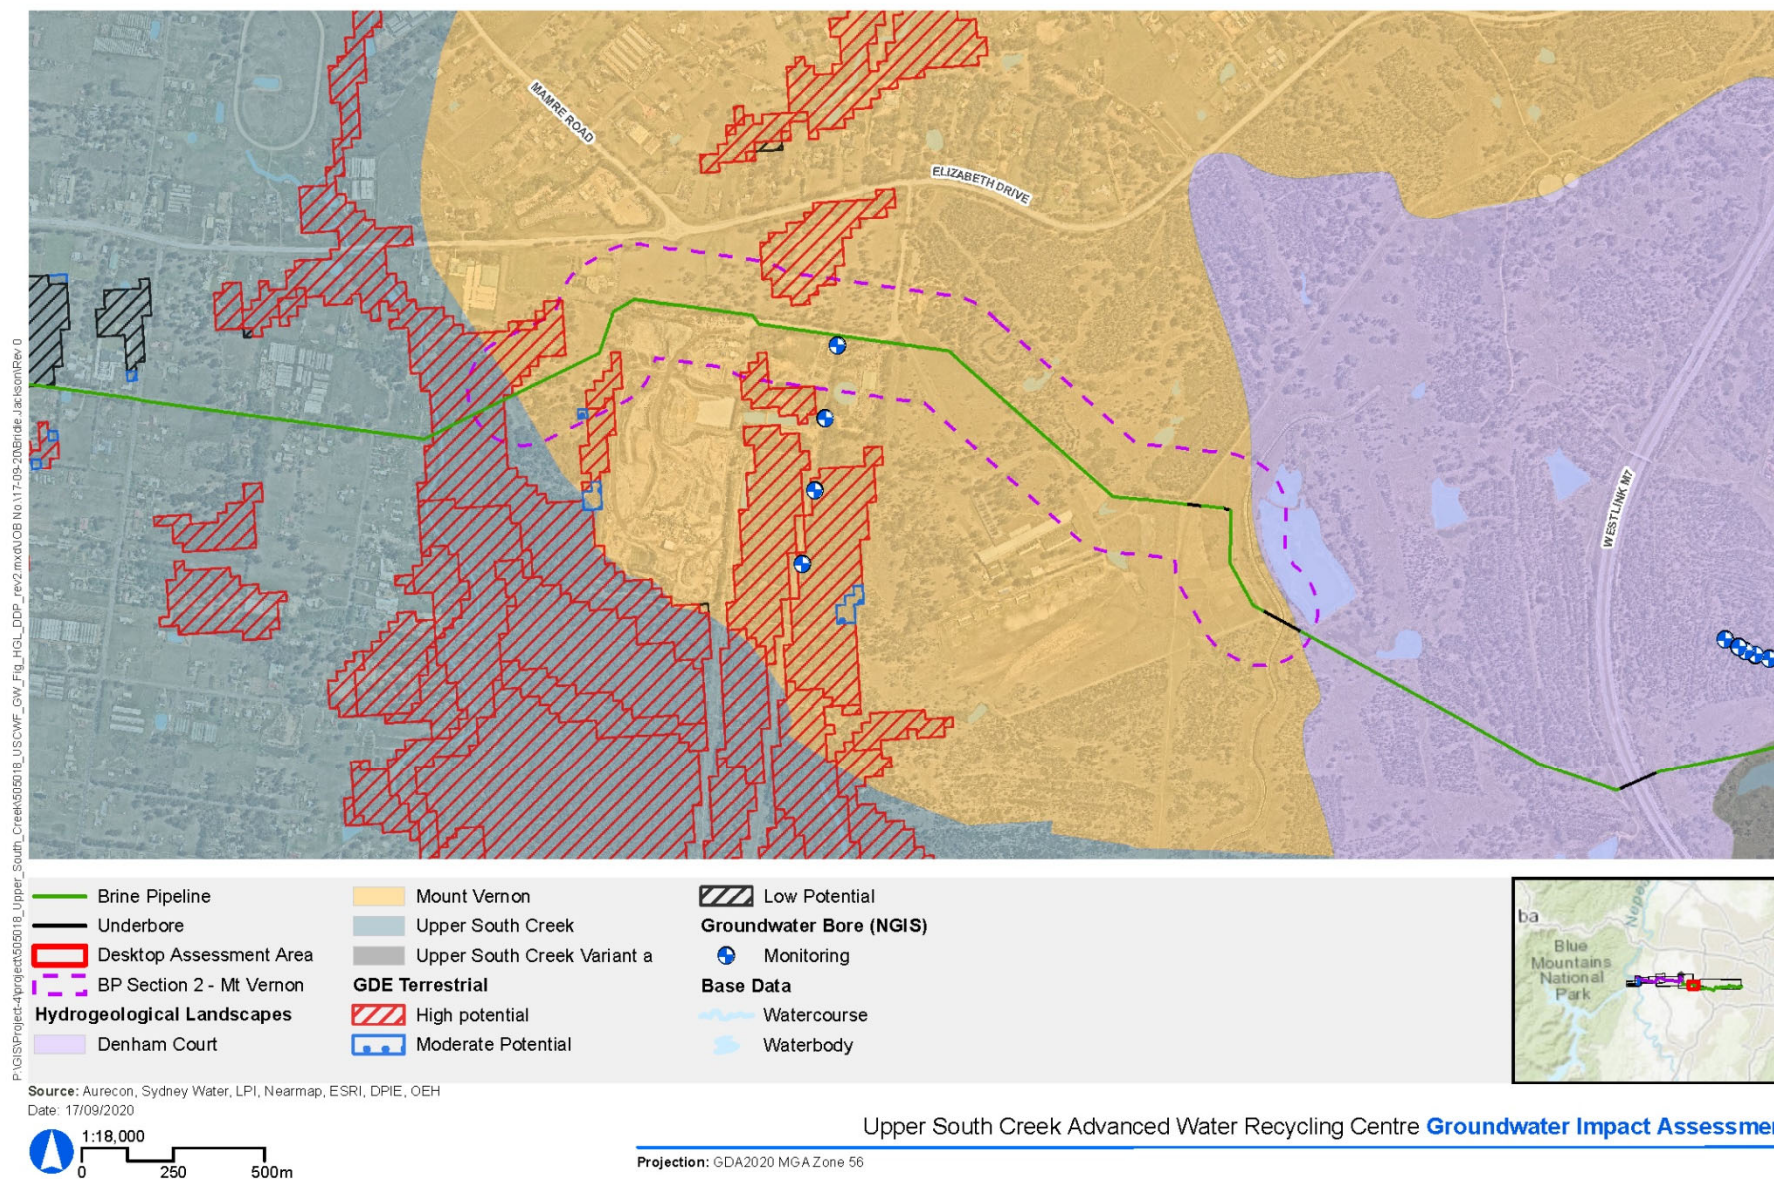 MAMRE ROAD
ELIZABETH DRIVE
WESTLINK M7
Brine Pipeline
Underbore
Desktop Assessment Area
BP Section 2 - Mt Vernon
Hydrogeological Landscapes
Denham Court
Mount Vernon
Upper South Creek
Upper South Creek Variant a
GDE Terrestrial
High potential
Moderate Potential
Low Potential
Groundwater Bore (NGIS)
Monitoring
Base Data
Watercourse
Waterbody
ba
Nepea
Blue
Mountains
National
Park
Source: Aurecon, Sydney Water, LPI, Nearmap, ESRI, DPIE, OEH
Date: 17/09/2020
1:18,000
0 250 500m
Upper South Creek Advanced Water Recycling Centre Groundwater Impact Assessmen
Projection: GDA2020 MGA Zone 56